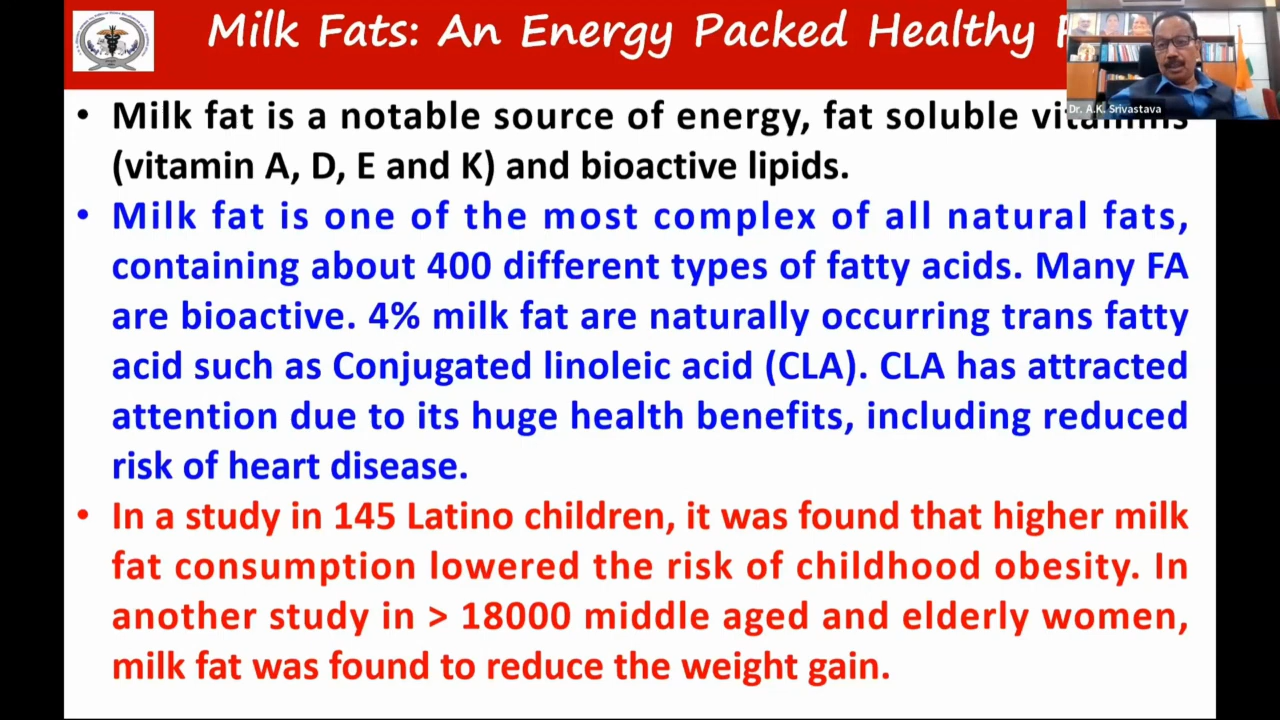 Milk Fats: An Energy Packed Healthy
Dr. A.K. Srivastava
• Milk fat is a notable source of energy, fat soluble vitamins
(vitamin A, D, E and K) and bioactive lipids.
• Milk fat is one of the most complex of all natural fats,
containing about 400 different types of fatty acids. Many FA
are bioactive. 4% milk fat are naturally occurring trans fatty
acid such as Conjugated linoleic acid (CLA). CLA has attracted
attention due to its huge health benefits, including reduced
risk of heart disease.
• In a study in 145 Latino children, it was found that higher milk
fat consumption lowered the risk of childhood obesity. In
another study in > 18000 middle aged and elderly women,
milk fat was found to reduce the weight gain.